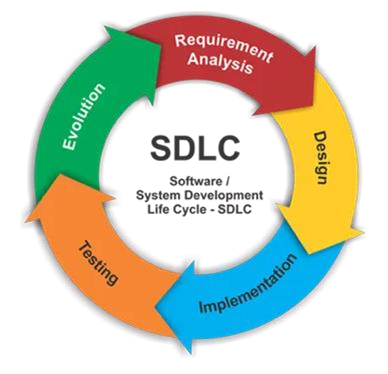 Requirement
Analysis
Design
Implementation
Testing
Evolution
SDLC
Software /
System Development
Life Cycle - SDLC